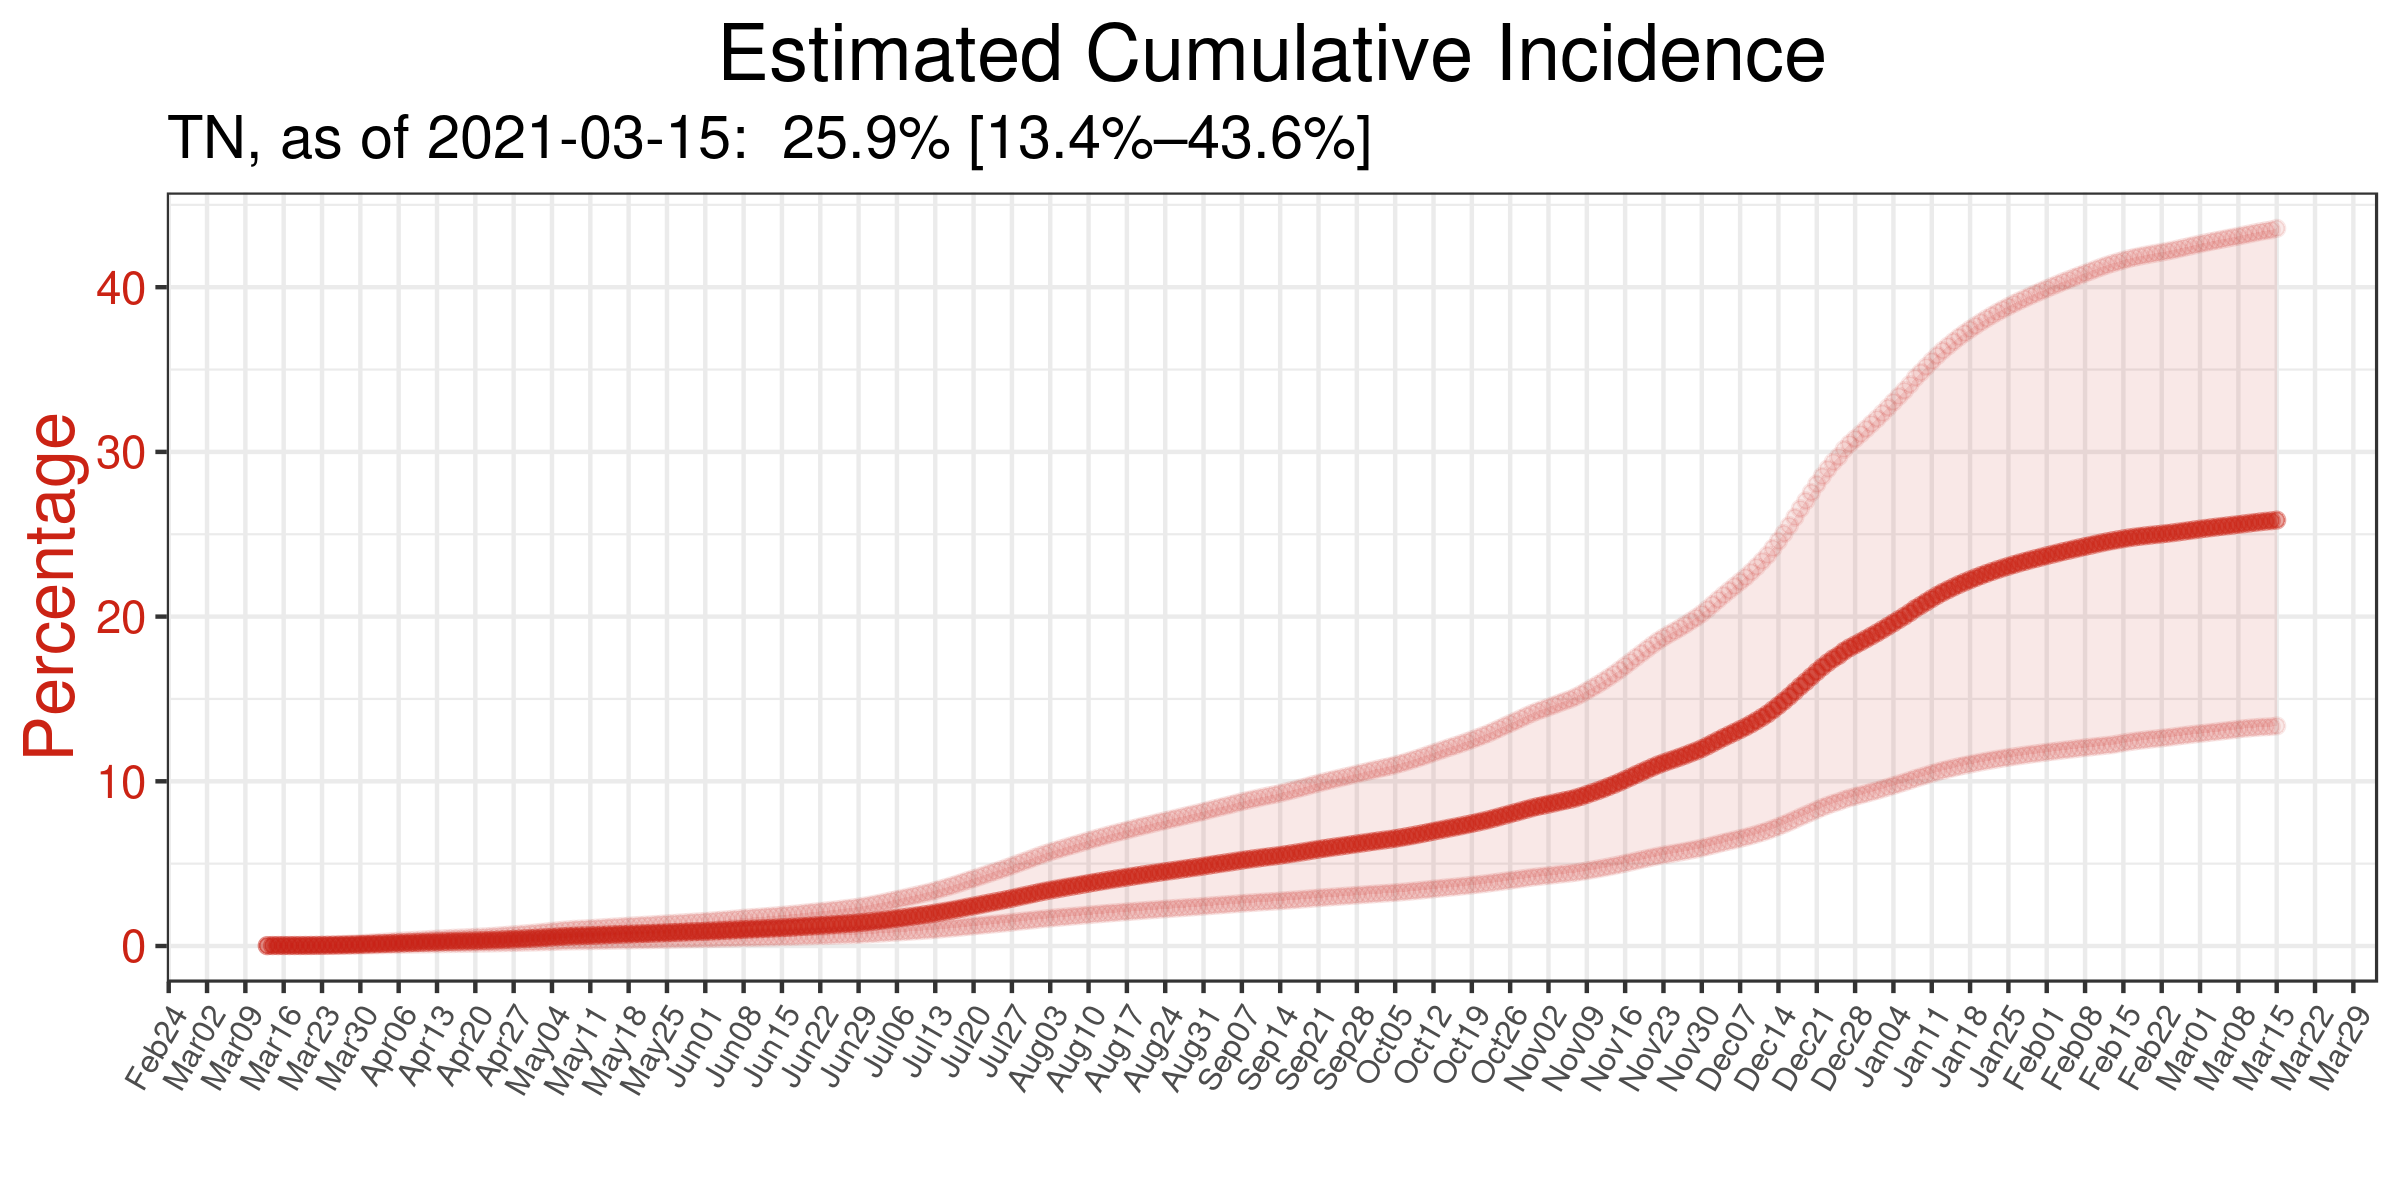 Estimated Cumulative Incidence
TN, as of 2021-03-15:  25.9% [13.4%–43.6%]
Percentage
40
30
20
10
0
Feb24 Mar02 Mar09 Mar16 Mar23 Mar30 Apr06 Apr13 Apr20 Apr27 May04 May11 May18 May25 Jun01 Jun08 Jun15 Jun22 Jun29 Jul06 Jul13 Jul20 Jul27 Aug03 Aug10 Aug17 Aug24 Aug31 Sep07 Sep14 Sep21 Sep28 Oct05 Oct12 Oct19 Oct26 Nov02 Nov09 Nov16 Nov23 Nov30 Dec07 Dec14 Dec21 Dec28 Jan04 Jan11 Jan18 Jan25 Feb01 Feb08 Feb15 Feb22 Mar01 Mar08 Mar15 Mar22 Mar29